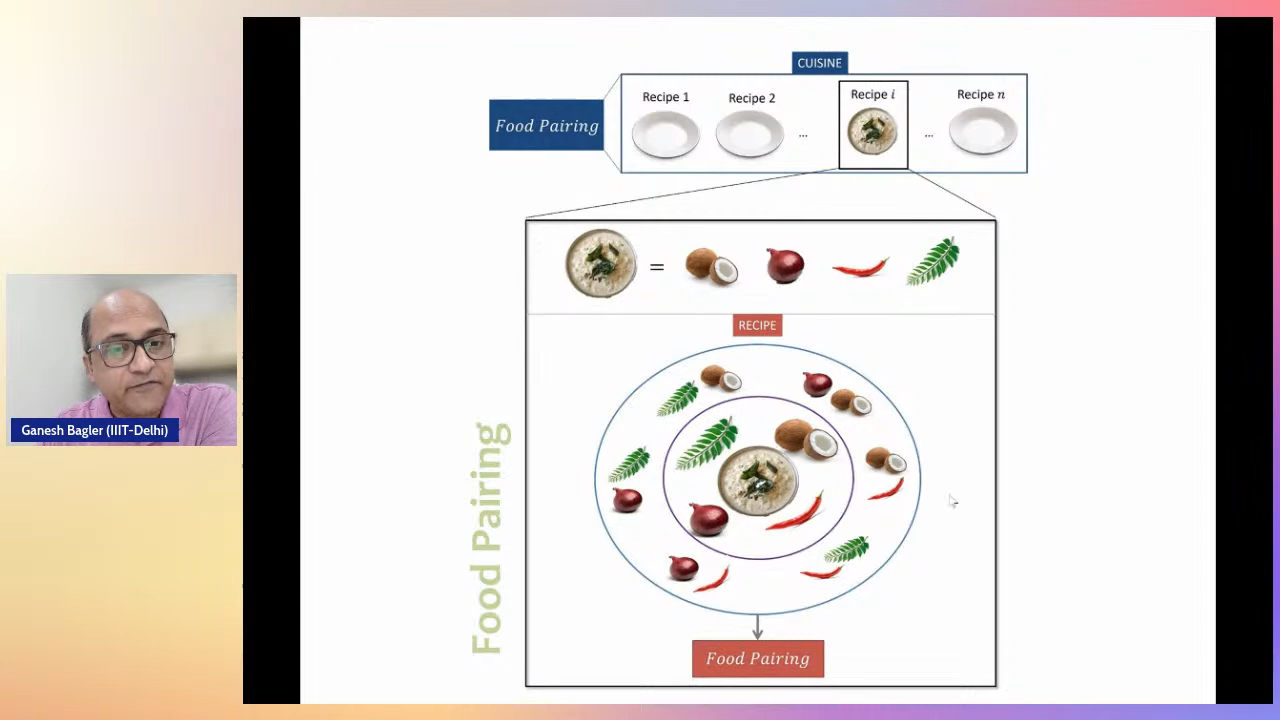 CUISINE
Food Pairing
Recipe 1
Recipe 2
...
Recipe i
...
Recipe n
=
RECIPE
Food Pairing
Food Pairing
Ganesh Bagler (IIIT-Delhi)